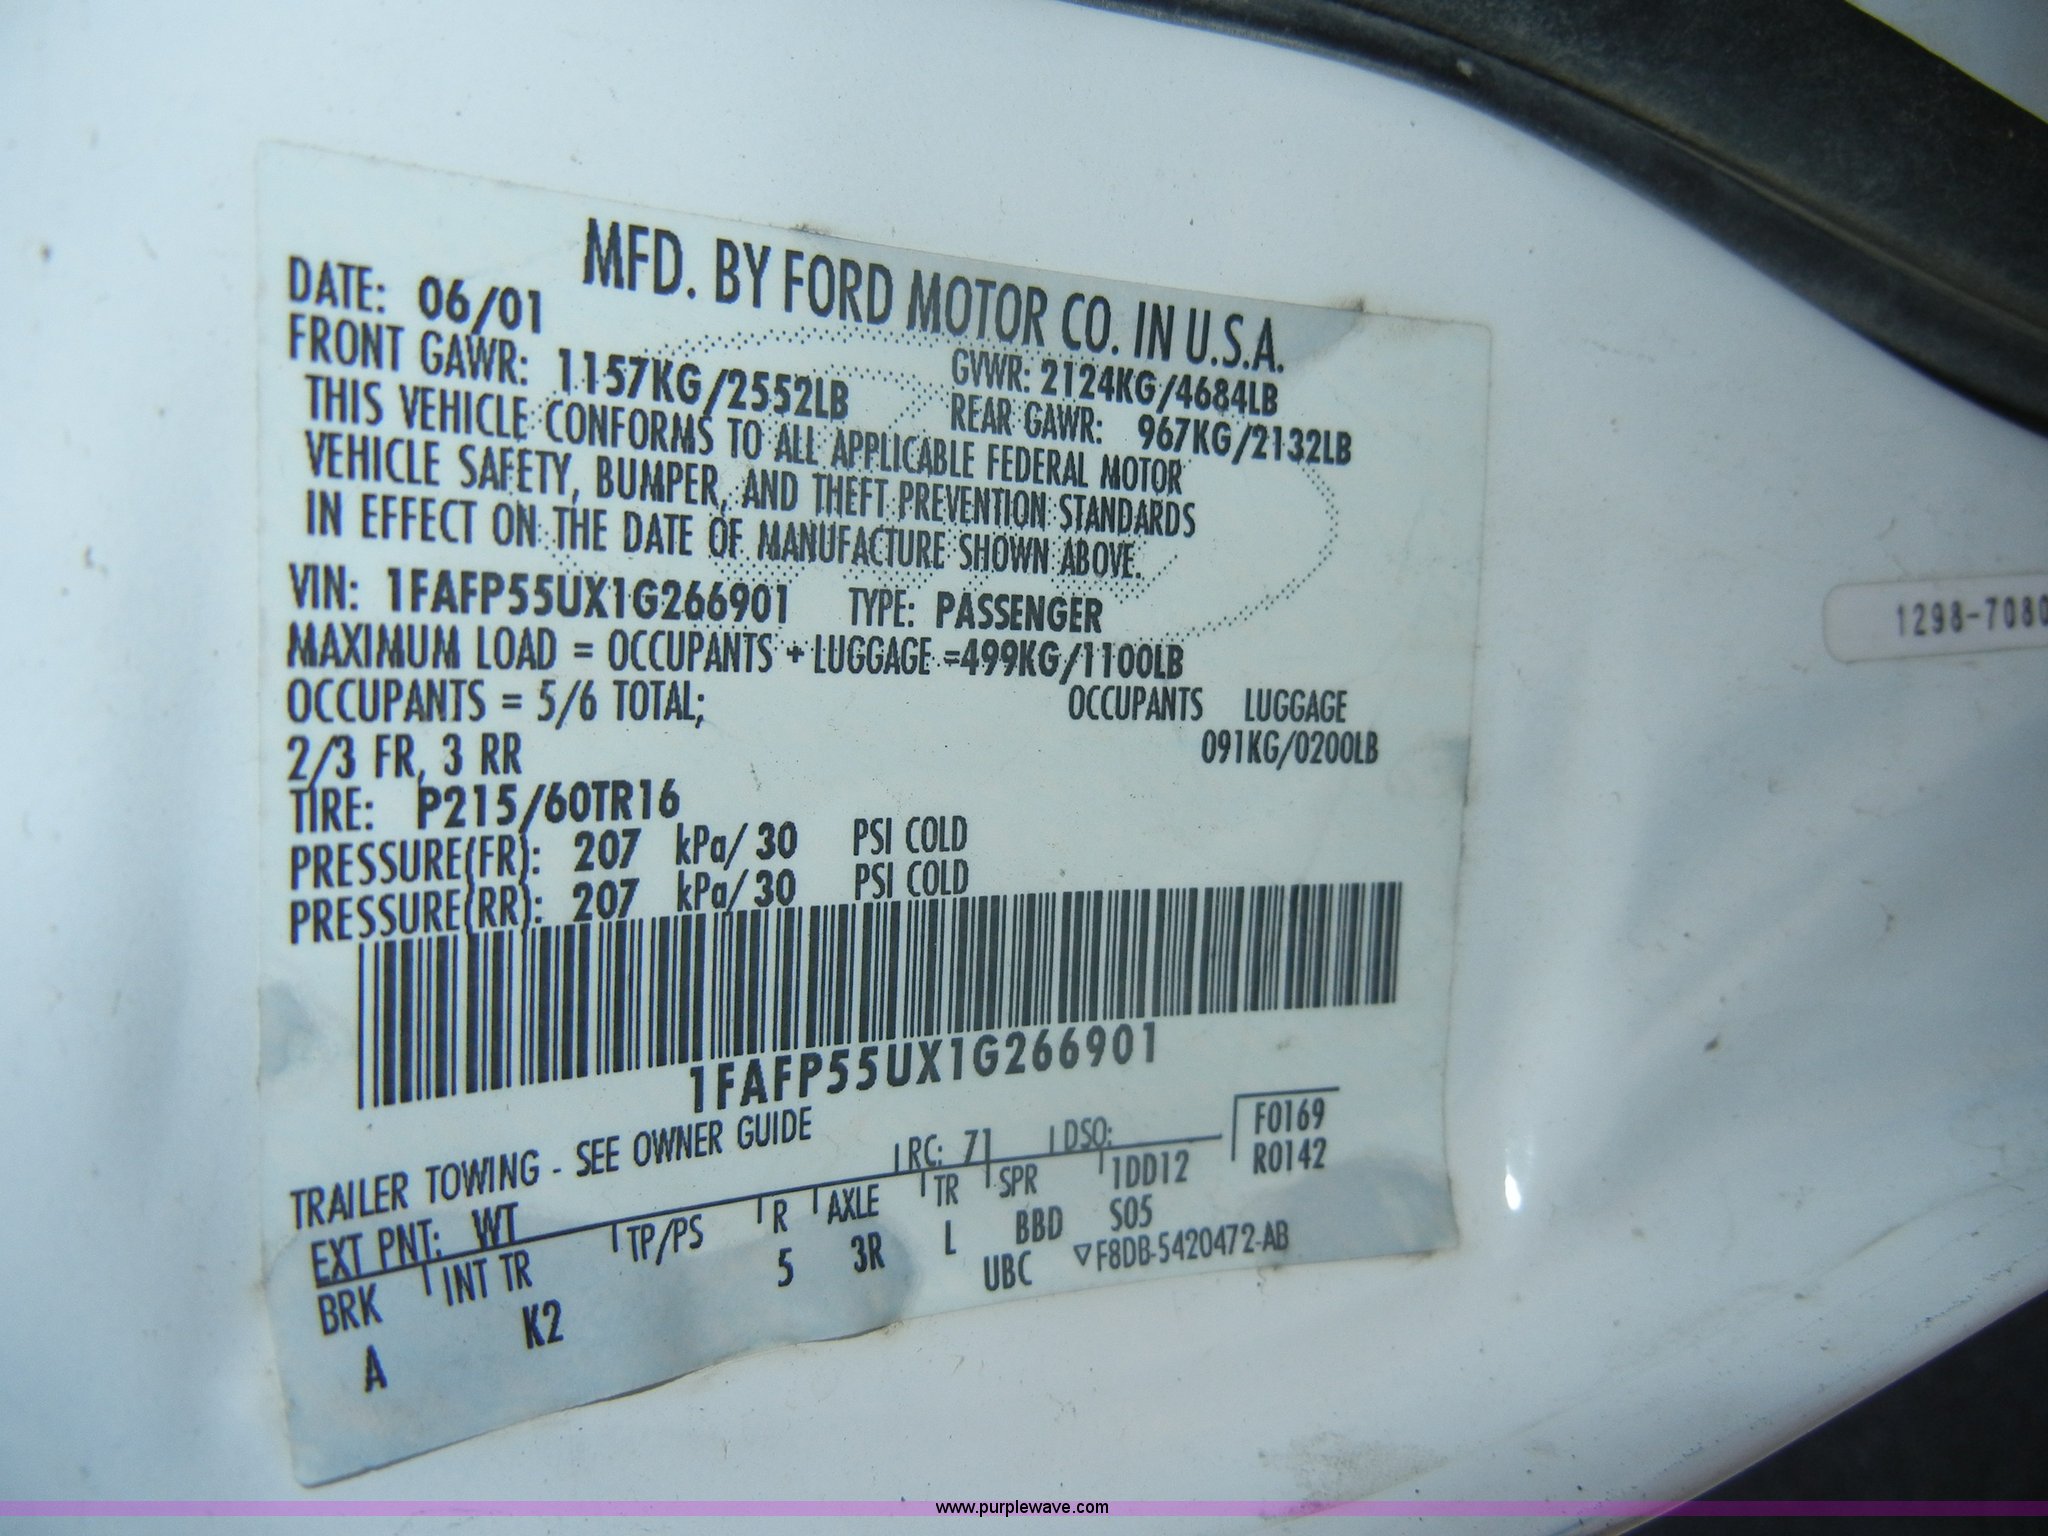 MFD. BY FORD MOTOR CO. IN U.S.A.
DATE: 06/01
GVWR: 2124KG/4684LB
FRONT GAWR: 1157KG/2552LB
REAR GAWR: 967KG/2132LB
THIS VEHICLE CONFORMS TO ALL APPLICABLE FEDERAL MOTOR
VEHICLE SAFETY, BUMPER, AND THEFT PREVENTION STANDARDS
IN EFFECT ON THE DATE OF MANUFACTURE SHOWN ABOVE.
VIN: 1FAFP55UX1G266901 TYPE: PASSENGER
MAXIMUM LOAD = OCCUPANTS + LUGGAGE =499KG/1100LB
OCCUPANTS = 5/6 TOTAL; OCCUPANTS LUGGAGE
2/3 FR, 3 RR 091KG/0200LB
TIRE: P215/60TR16
PRESSURE(FR): 207 kPa/30 PSI COLD
PRESSURE(RR): 207 kPa/30 PSI COLD
1FAFP55UX1G266901
TRAILER TOWING - SEE OWNER GUIDE
EXT PNT: WT RC: 71 DSO: F0169
BRK INT TR TP/PS R AXLE TR SPR 1DD12 R0142
A K2 5 3R L BBD S05
UBC ▽F8DB-5420472-AB
1298-7080
www.purplewave.com